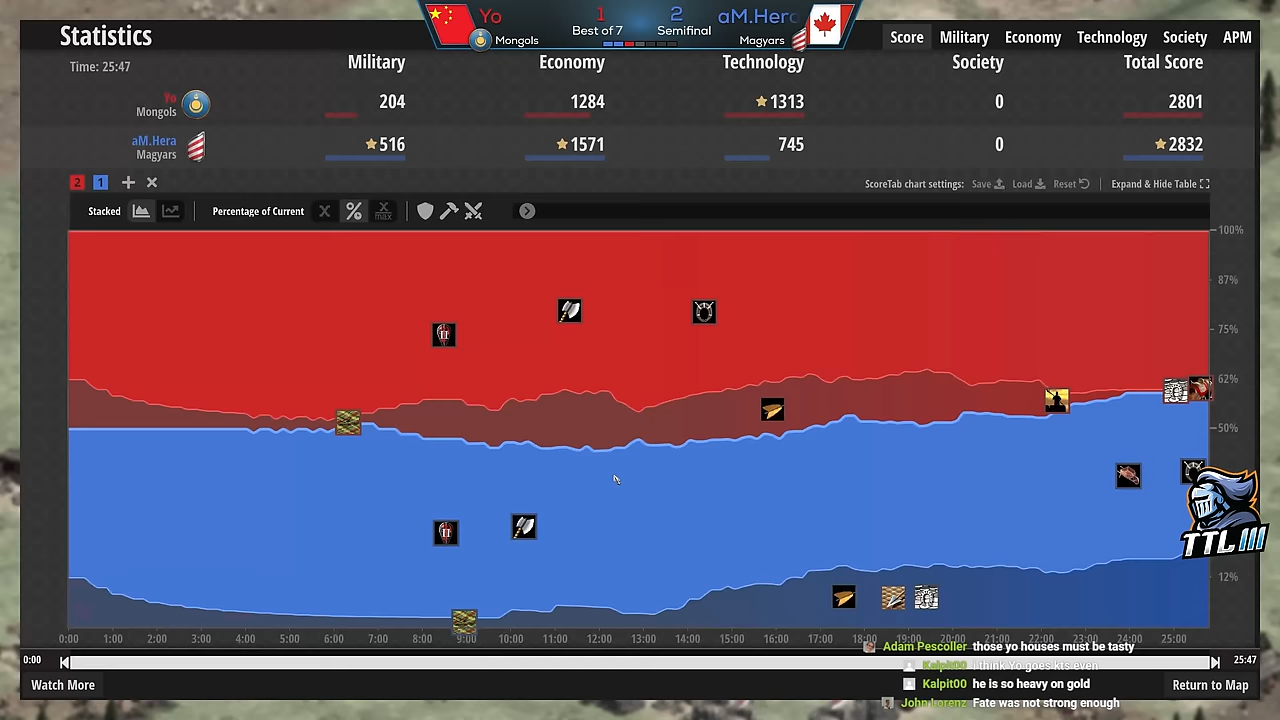 Yo
1
2
aM.Hero
Mongols
Best of 7
Semifinal
Magyars
Statistics
Score
Military
Economy
Technology
Society
APM
Time: 25:47
Military
Economy
Technology
Society
Total Score
Yo
Mongols
204
1284
1313
0
2801
aM.Hera
Magyars
516
1571
745
0
2832
2
1
ScoreTab chart settings:
Save
Load
Reset
Expand & Hide Table
Stacked
Percentage of Current
X
%
X
max
100%
87%
75%
62%
50%
12%
II
II
TTL III
0:00
1:00
2:00
3:00
4:00
5:00
6:00
7:00
8:00
9:00
10:00
11:00
12:00
13:00
14:00
15:00
16:00
17:00
18:00
19:00
20:00
21:00
22:00
23:00
24:00
25:00
Adam Pescoller those yo houses must be tasty
0:00
25:47
Kalpit00 i think Yo goes kts even
Watch More
Kalpit00 he is so heavy on gold
Return to Map
John Lorenz Fate was not strong enough